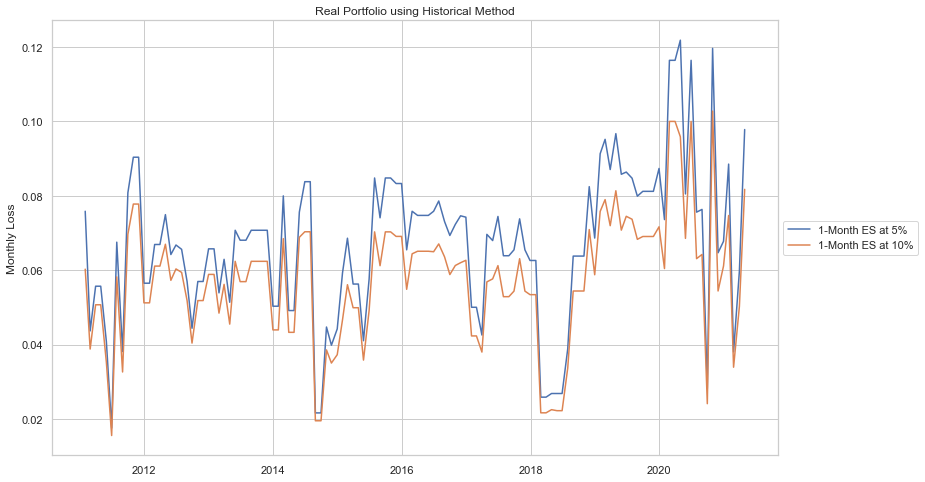 Real Portfolio using Historical Method
Monthly Loss
0.12
0.10
0.08
0.06
0.04
0.02
2012 2014 2016 2018 2020
1-Month ES at 5%
1-Month ES at 10%